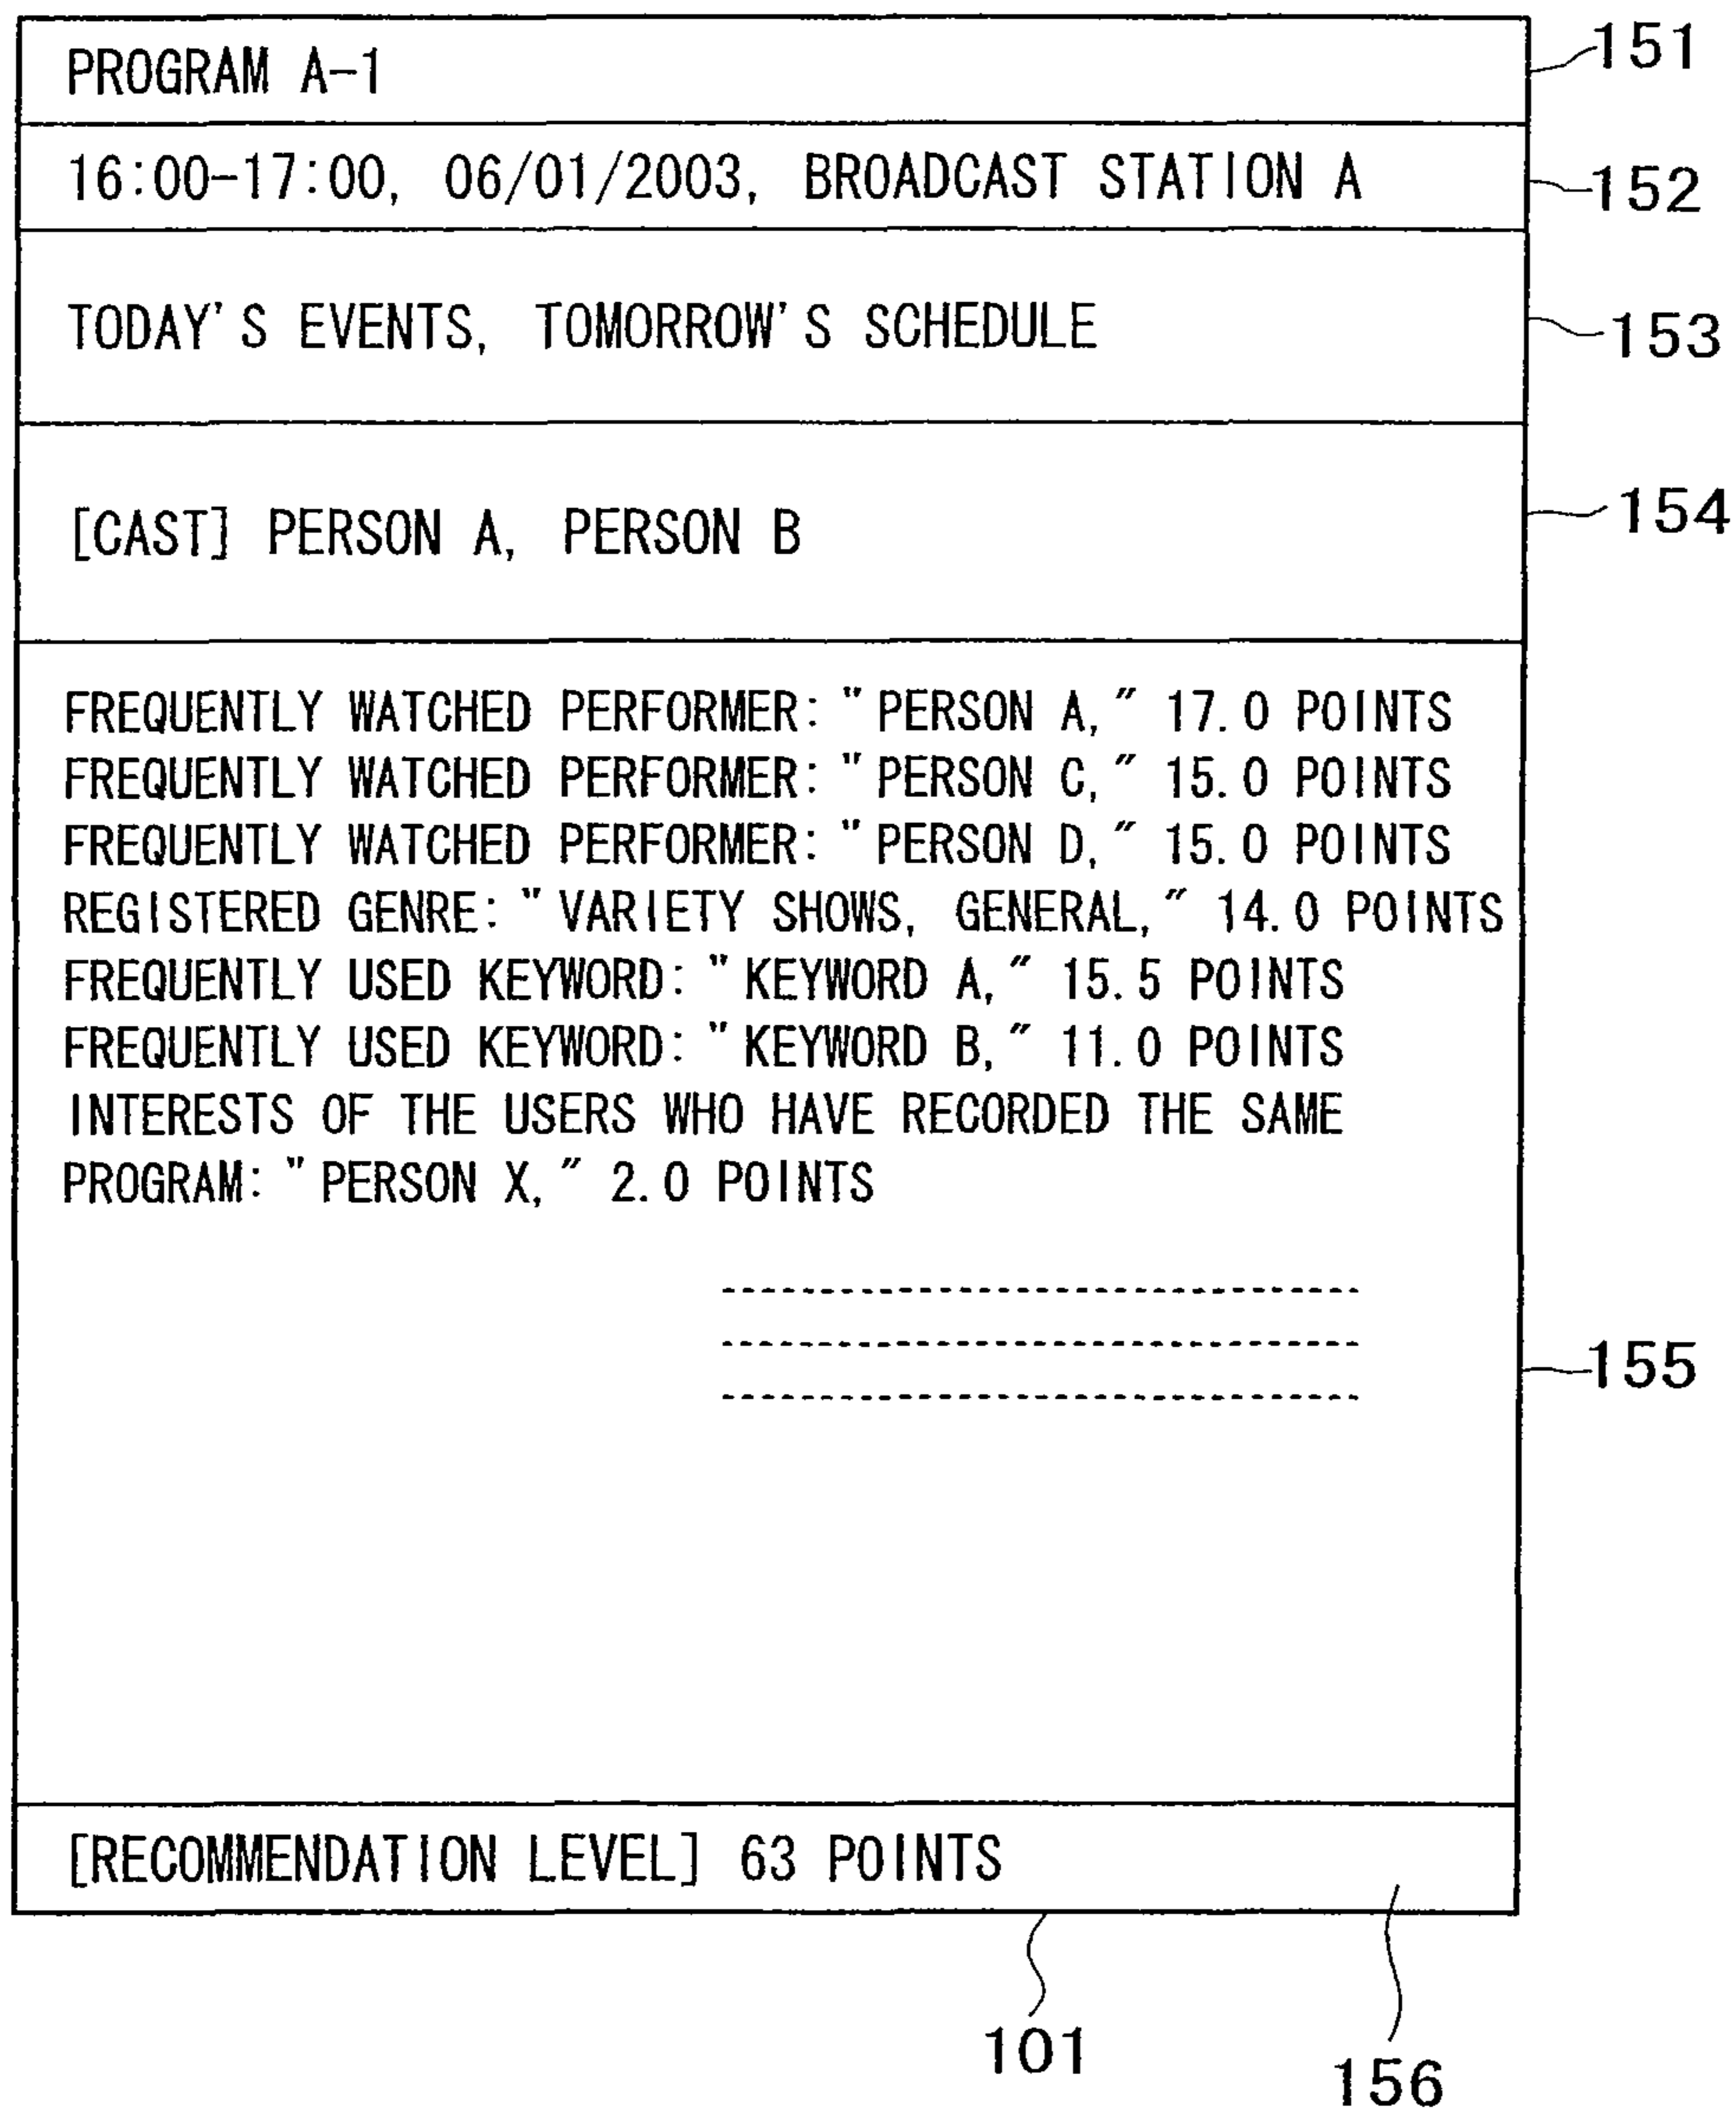 PROGRAM A-1
151
16:00-17:00, 06/01/2003, BROADCAST STATION A
152
TODAY'S EVENTS, TOMORROW'S SCHEDULE
153
[CAST] PERSON A, PERSON B
154
FREQUENTLY WATCHED PERFORMER: "PERSON A," 17.0 POINTS
FREQUENTLY WATCHED PERFORMER: "PERSON C," 15.0 POINTS
FREQUENTLY WATCHED PERFORMER: "PERSON D," 15.0 POINTS
REGISTERED GENRE: "VARIETY SHOWS, GENERAL," 14.0 POINTS
FREQUENTLY USED KEYWORD: "KEYWORD A," 15.5 POINTS
FREQUENTLY USED KEYWORD: "KEYWORD B," 11.0 POINTS
INTERESTS OF THE USERS WHO HAVE RECORDED THE SAME
PROGRAM: "PERSON X," 2.0 POINTS
155
[RECOMMENDATION LEVEL] 63 POINTS
101
156